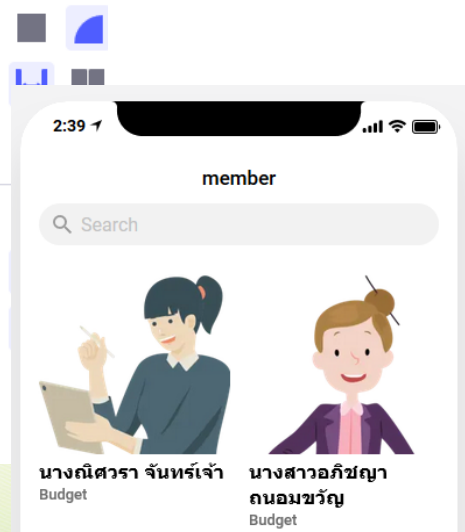 2:39
member
Search
นางณิศวรา จันทร์เจ้า
Budget
นางสาวอภิชญา
ถนอมขวัญ
Budget